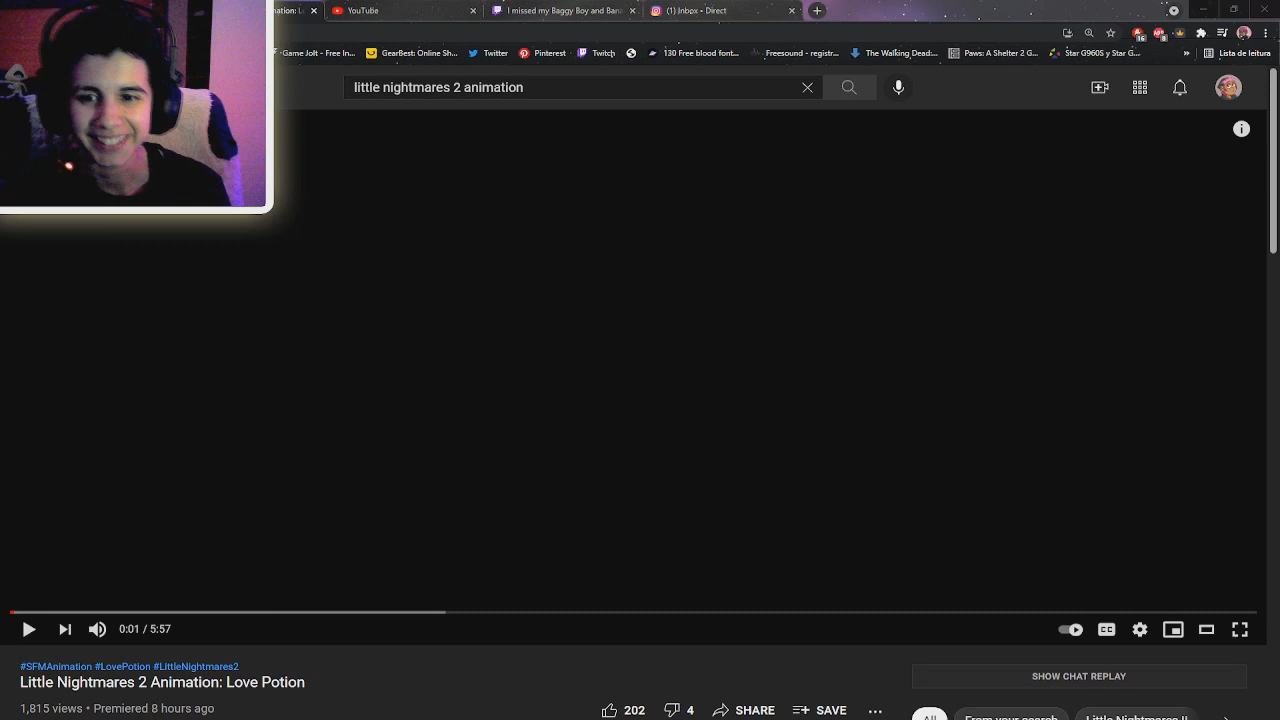 nation: L
YouTube
I missed my Baggy Boy and Bana
(1) Inbox • Direct
Game Jolt - Free In...
GearBest: Online Sh...
Twitter
Pinterest
Twitch
130 Free blood font...
Freesound - registr...
The Walking Dead:...
Paws: A Shelter 2 G...
Star G960S y Star G...
»
Lista de leitura
little nightmares 2 animation
0:01 / 5:57
#SFMAnimation #LovePotion #LIttleNightmares2
Little Nightmares 2 Animation: Love Potion
1,815 views • Premiered 8 hours ago
202
4
SHARE
SAVE
SHOW CHAT REPLAY
All
From your search
Little Nightmares II